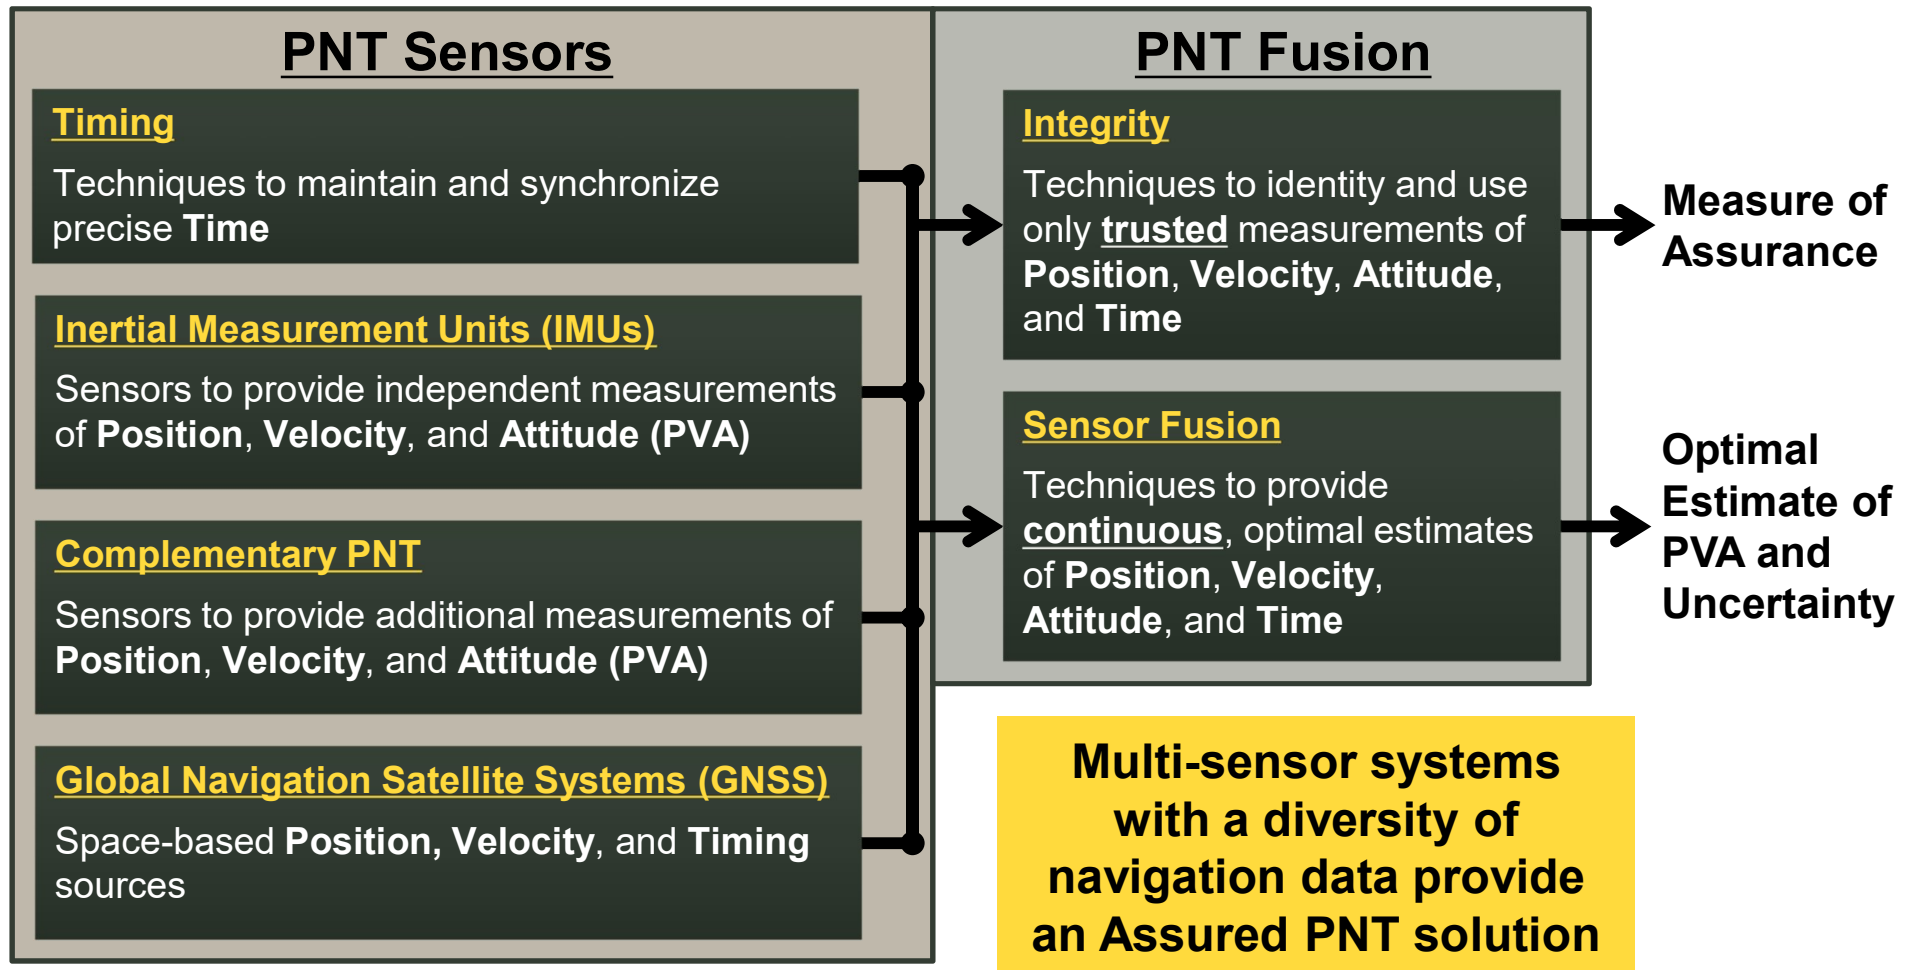 PNT Sensors
Timing
Techniques to maintain and synchronize
precise Time
Inertial Measurement Units (IMUs)
Sensors to provide independent measurements
of Position, Velocity, and Attitude (PVA)
Complementary PNT
Sensors to provide additional measurements of
Position, Velocity, and Attitude (PVA)
Global Navigation Satellite Systems (GNSS)
Space-based Position, Velocity, and Timing
sources
PNT Fusion
Integrity
Techniques to identity and use
only trusted measurements of
Position, Velocity, Attitude,
and Time
Sensor Fusion
Techniques to provide
continuous, optimal estimates
of Position, Velocity,
Attitude, and Time
Measure of
Assurance
Optimal
Estimate of
PVA and
Uncertainty
Multi-sensor systems
with a diversity of
navigation data provide
an Assured PNT solution